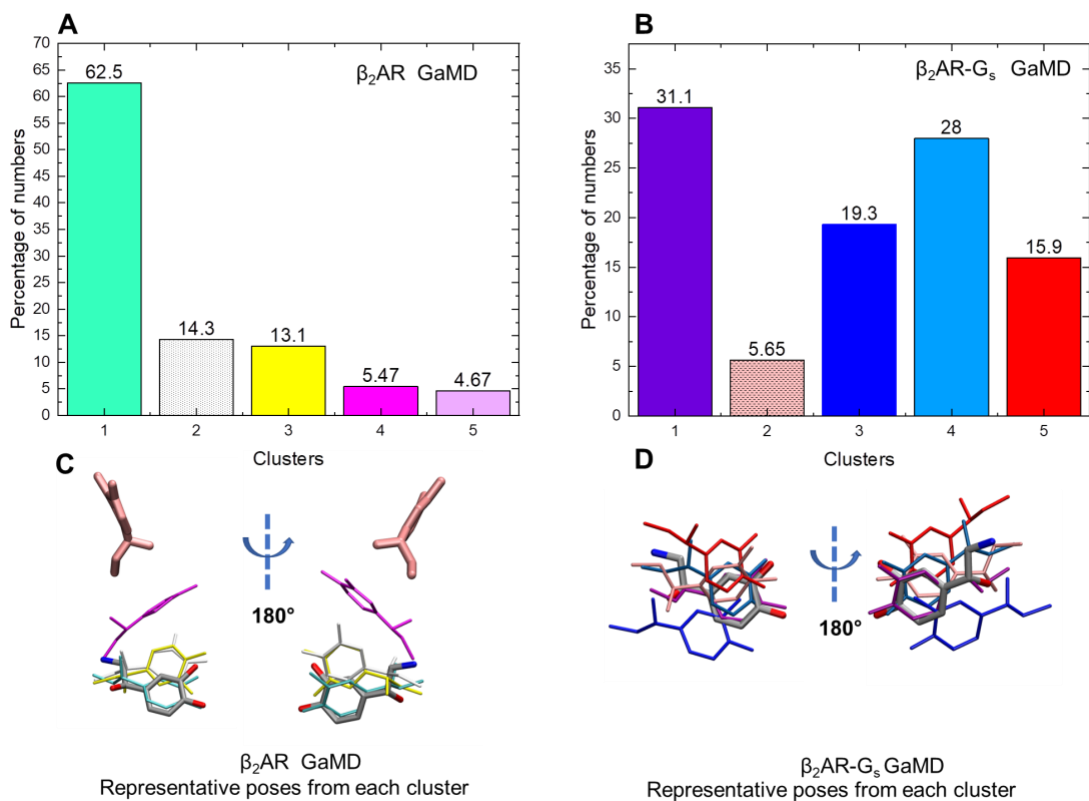 A
Percentage of numbers
70
65
60
55
50
45
40
35
30
25
20
15
10
5
0
β₂AR GaMD
62.5
14.3
13.1
5.47
4.67
1 2 3 4 5
Clusters
B
Percentage of numbers
35
30
25
20
15
10
5
0
β₂AR-Gₛ GaMD
31.1
5.65
19.3
28
15.9
1 2 3 4 5
Clusters
C
180°
β₂AR GaMD
Representative poses from each cluster
D
180°
β₂AR-Gₛ GaMD
Representative poses from each cluster